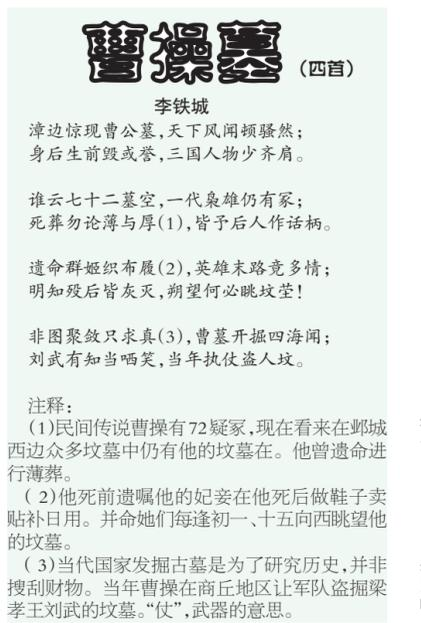 曹操墓（四首）
李铁城
漳边惊现曹公墓,天下风闻顿骚然；
身后生前毁或誉,三国人物少齐肩。
谁云七十二墓空,一代枭雄仍有冢；
死葬勿论薄与厚(1),皆予后人作话柄。
遗命群姬织布履(2),英雄末路竞多情；
明知殁后皆灰灭,朔望何必眺坟茔！
非图聚敛只求真(3),曹墓开掘四海闻；
刘武有知当哂笑,当年执仗盗人坟。
注释：
(1)民间传说曹操有72疑冢,现在看来在邺城
西边众多坟墓中仍有他的坟墓在。他曾遗命进
行薄葬。
(2)他死前遗嘱他的妃妾在他死后做鞋子卖
贴补日用。并命她们每逢初一、十五向西眺望他
的坟墓。
(3)当代国家发掘古墓是为了研究历史,并非
搜刮财物。当年曹操在商丘地区让军队盗掘梁
孝王刘武的坟墓。“仗”,武器的意思。